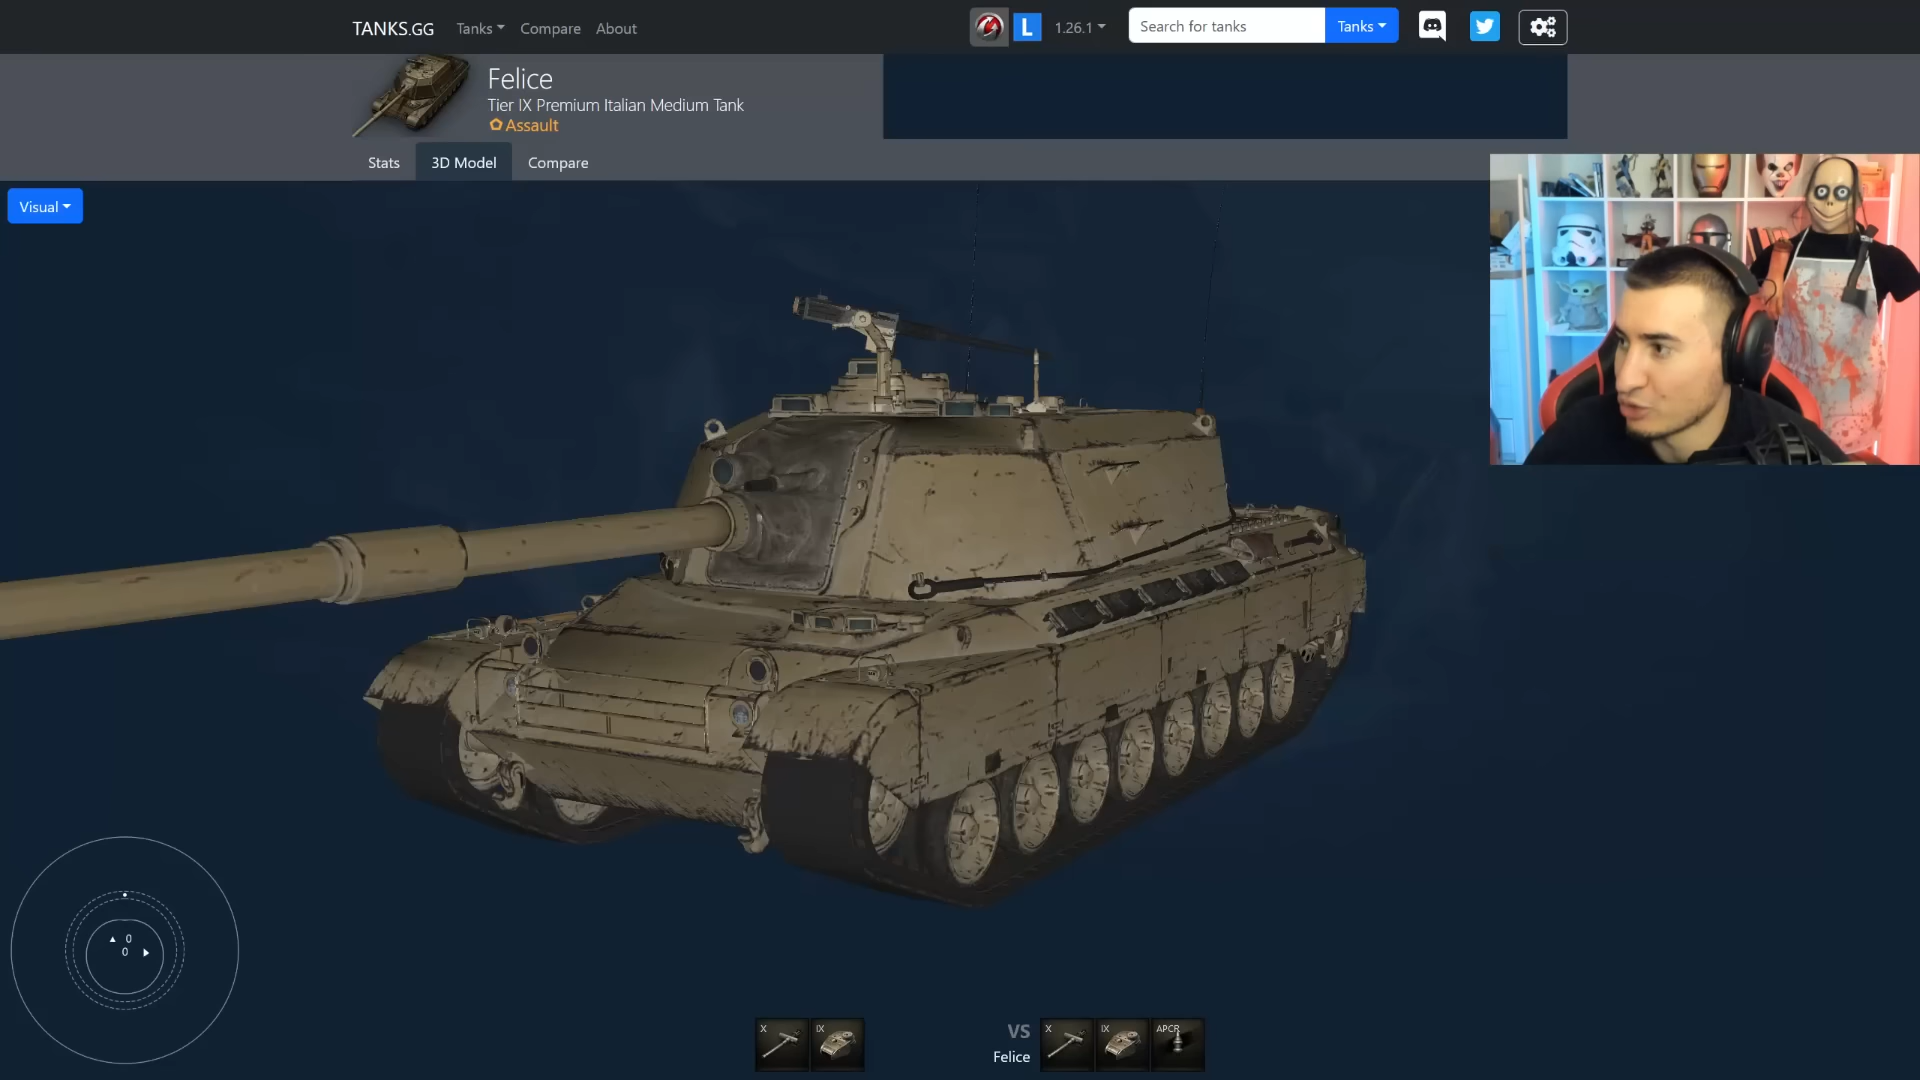 TANKS.GG Tanks Compare About L 1.26.1 Search for tanks Tanks
Felice
Tier IX Premium Italian Medium Tank
Assault
Stats 3D Model Compare
Visual
0
0
X IX VS X IX APCR
Felice